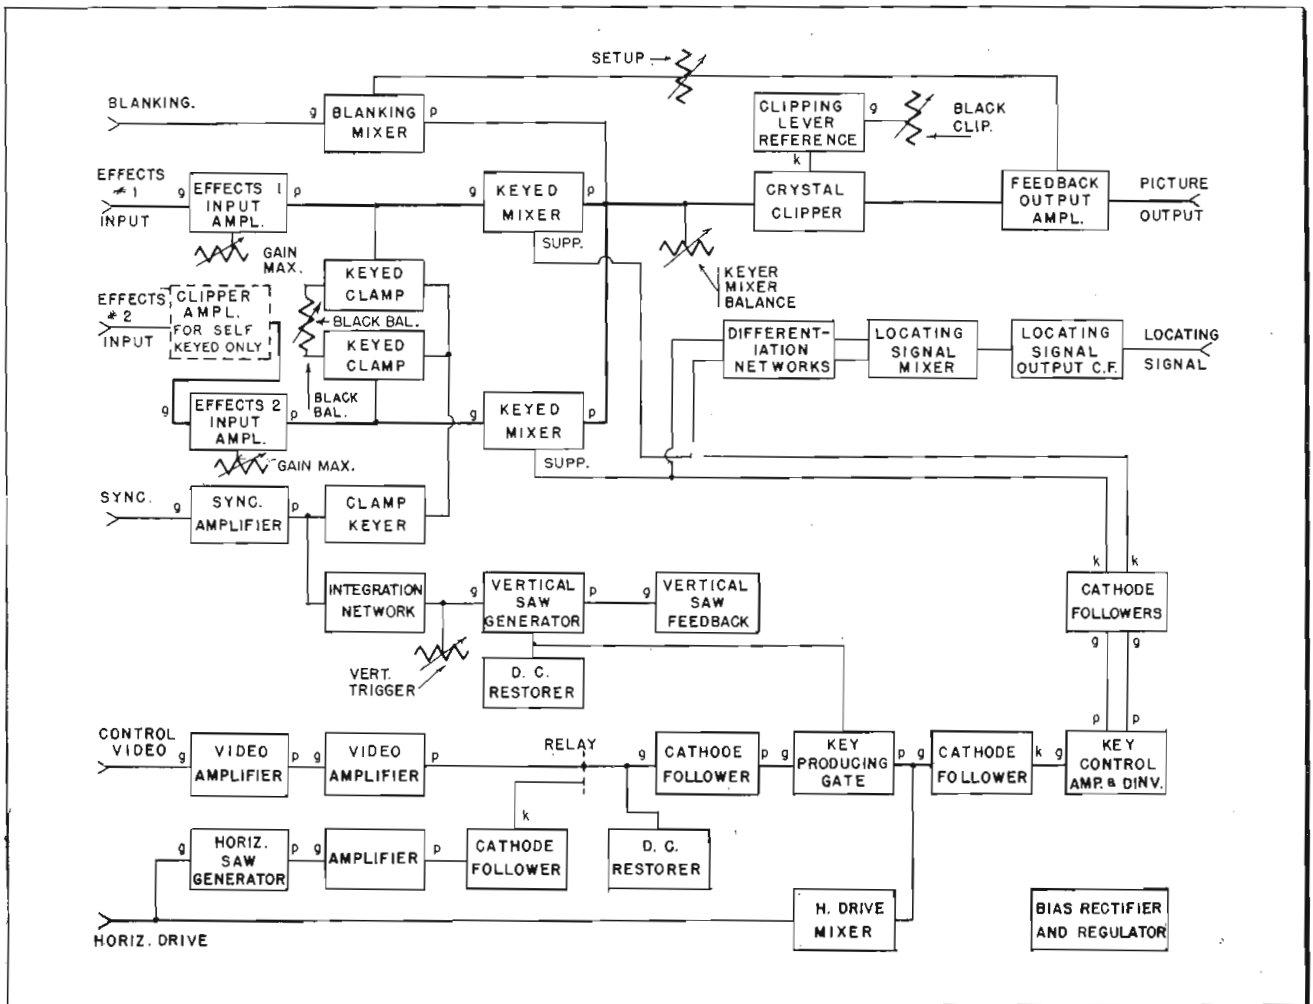 SETUP
BLANKING.
g
BLANKING
MIXER
p
CLIPPING
LEVER
REFERENCE
g
k
BLACK
CLIP.
EFFECTS
# 1
INPUT
g
EFFECTS 1
INPUT
AMPL.
p
GAIN
MAX.
g
KEYED
MIXER
p
SUPP.
CRYSTAL
CLIPPER
FEEDBACK
OUTPUT
AMPL.
PICTURE
OUTPUT
KEYER
MIXER
BALANCE
KEYED
CLAMP
BLACK BAL.
KEYED
CLAMP
BLACK
BAL.
EFFECTS
# 2
INPUT
CLIPPER
AMPL.
FOR SELF
KEYED ONLY
DIFFERENT-
IATION
NETWORKS
LOCATING
SIGNAL
MIXER
LOCATING
SIGNAL
OUTPUT C.F.
LOCATING
SIGNAL
g
EFFECTS 2
INPUT
AMPL.
p
GAIN MAX.
g
KEYED
MIXER
p
SUPP.
SYNC.
g
SYNC.
AMPLIFIER
p
CLAMP
KEYER
INTEGRATION
NETWORK
g
VERTICAL
SAW
GENERATOR
p
g
VERTICAL
SAW
FEEDBACK
VERT.
TRIGGER
D. C.
RESTORER
k
k
CATHODE
FOLLOWERS
g
g
p
p
CONTROL
VIDEO
g
VIDEO
AMPLIFIER
p
g
VIDEO
AMPLIFIER
p
RELAY
g
CATHODE
FOLLOWER
p
g
KEY
PRODUCING
GATE
p
g
CATHODE
FOLLOWER
k
g
KEY
CONTROL
AMP. & DINV.
g
HORIZ.
SAW
GENERATOR
p
g
AMPLIFIER
p
k
CATHODE
FOLLOWER
D. C.
RESTORER
HORIZ. DRIVE
H. DRIVE
MIXER
BIAS RECTIFIER
AND REGULATOR